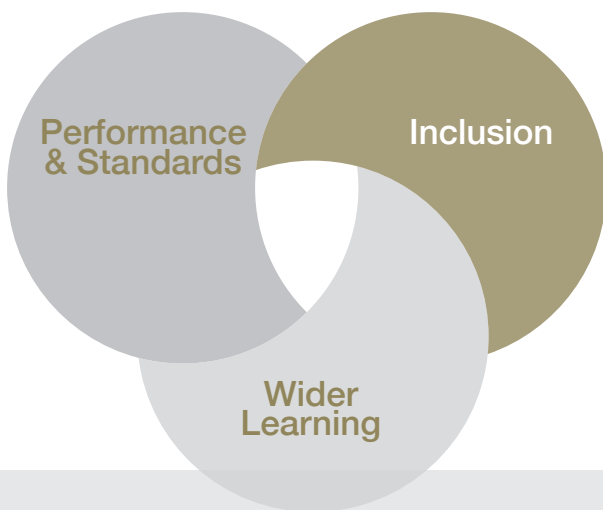 Performance
& Standards
Inclusion
Wider
Learning